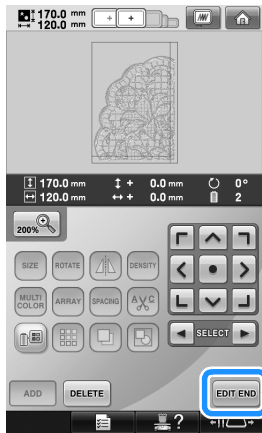 170.0 mm
120.0 mm
170.0 mm 0.0 mm 0°
120.0 mm 0.0 mm 2
200%
SIZE ROTATE DENSITY
MULTI COLOR ARRAY SPACING A C
SELECT
ADD DELETE EDIT END
?